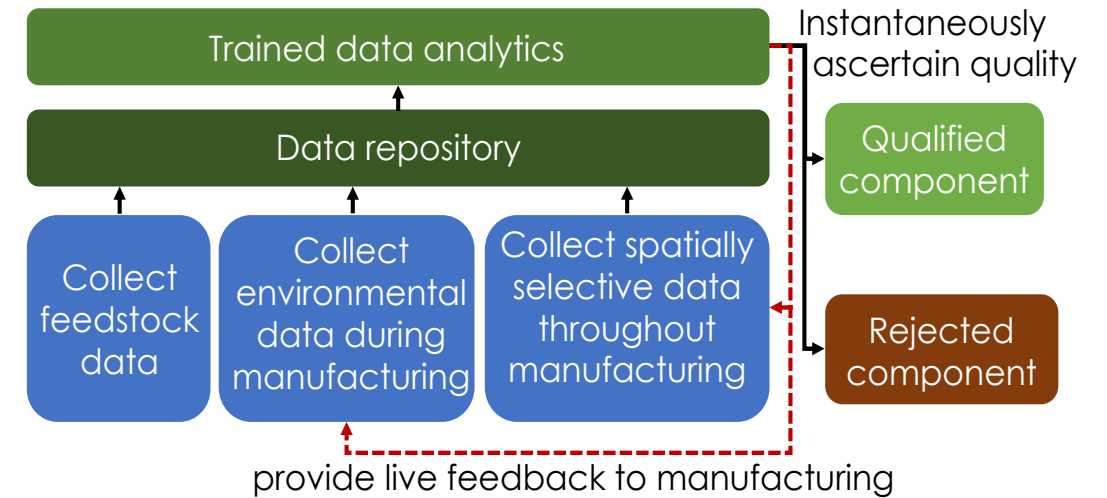 Trained data analytics
Instantaneously
ascertain quality
Data repository
Qualified
component
Collect
feedstock
data
Collect
environmental
data during
manufacturing
Collect spatially
selective data
throughout
manufacturing
Rejected
component
provide live feedback to manufacturing